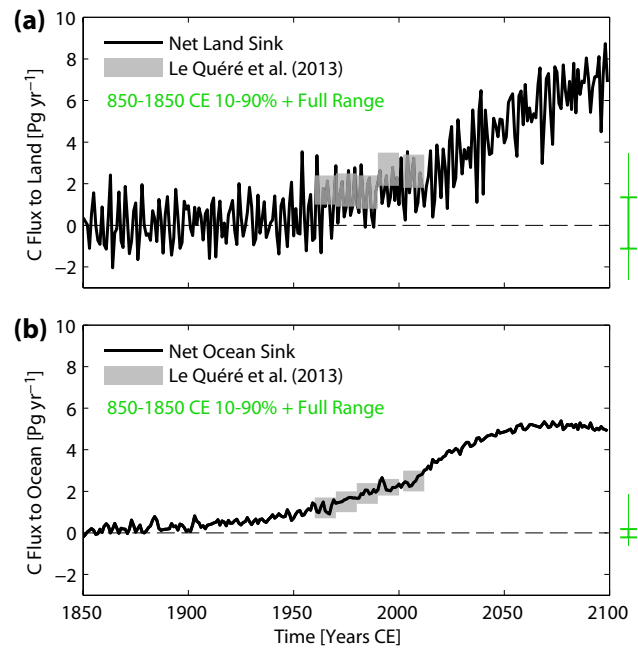 (a)
10
8
6
4
2
0
−2
C Flux to Land [Pg yr⁻¹]
Net Land Sink
Le Quéré et al. (2013)
850-1850 CE 10-90% + Full Range
(b)
10
8
6
4
2
0
−2
C Flux to Ocean [Pg yr⁻¹]
Net Ocean Sink
Le Quéré et al. (2013)
850-1850 CE 10-90% + Full Range
1850 1900 1950 2000 2050 2100
Time [Years CE]